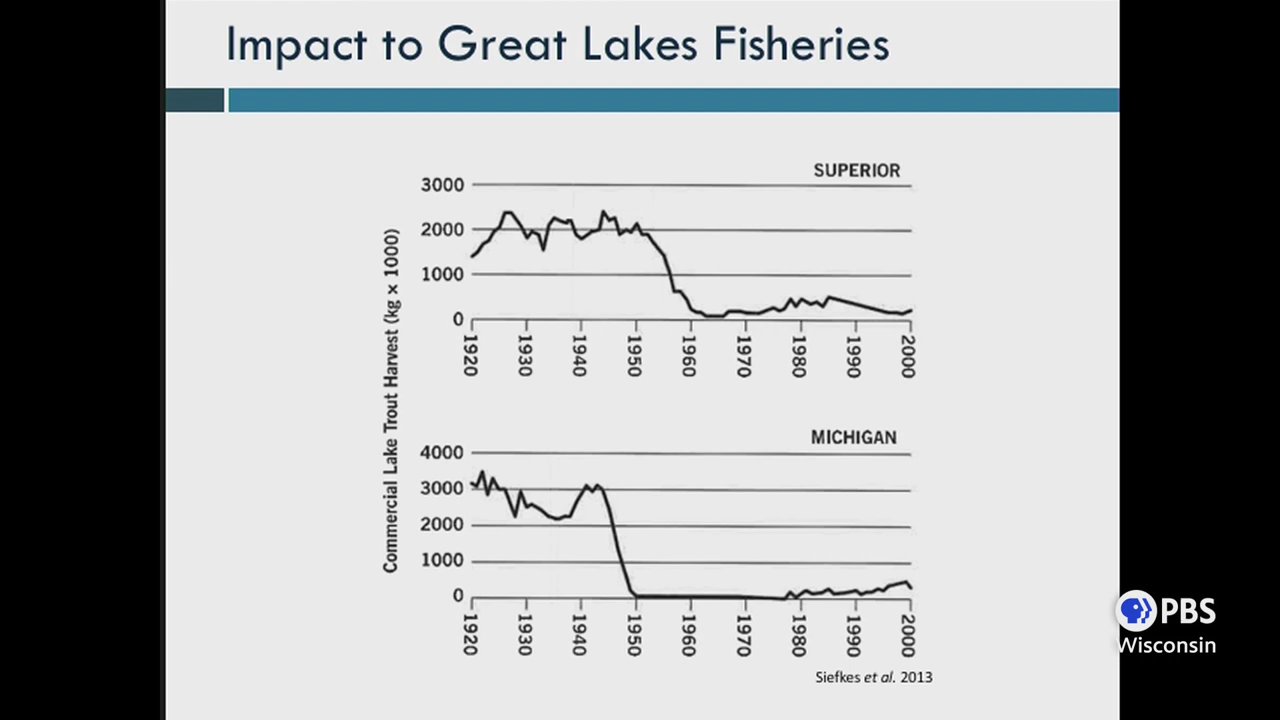 Impact to Great Lakes Fisheries
Commercial Lake Trout Harvest (kg × 1000)
SUPERIOR
3000
2000
1000
0
1920 1930 1940 1950 1960 1970 1980 1990 2000
MICHIGAN
4000
3000
2000
1000
0
1920 1930 1940 1950 1960 1970 1980 1990 2000
Siefkes et al. 2013
PBS
Wisconsin